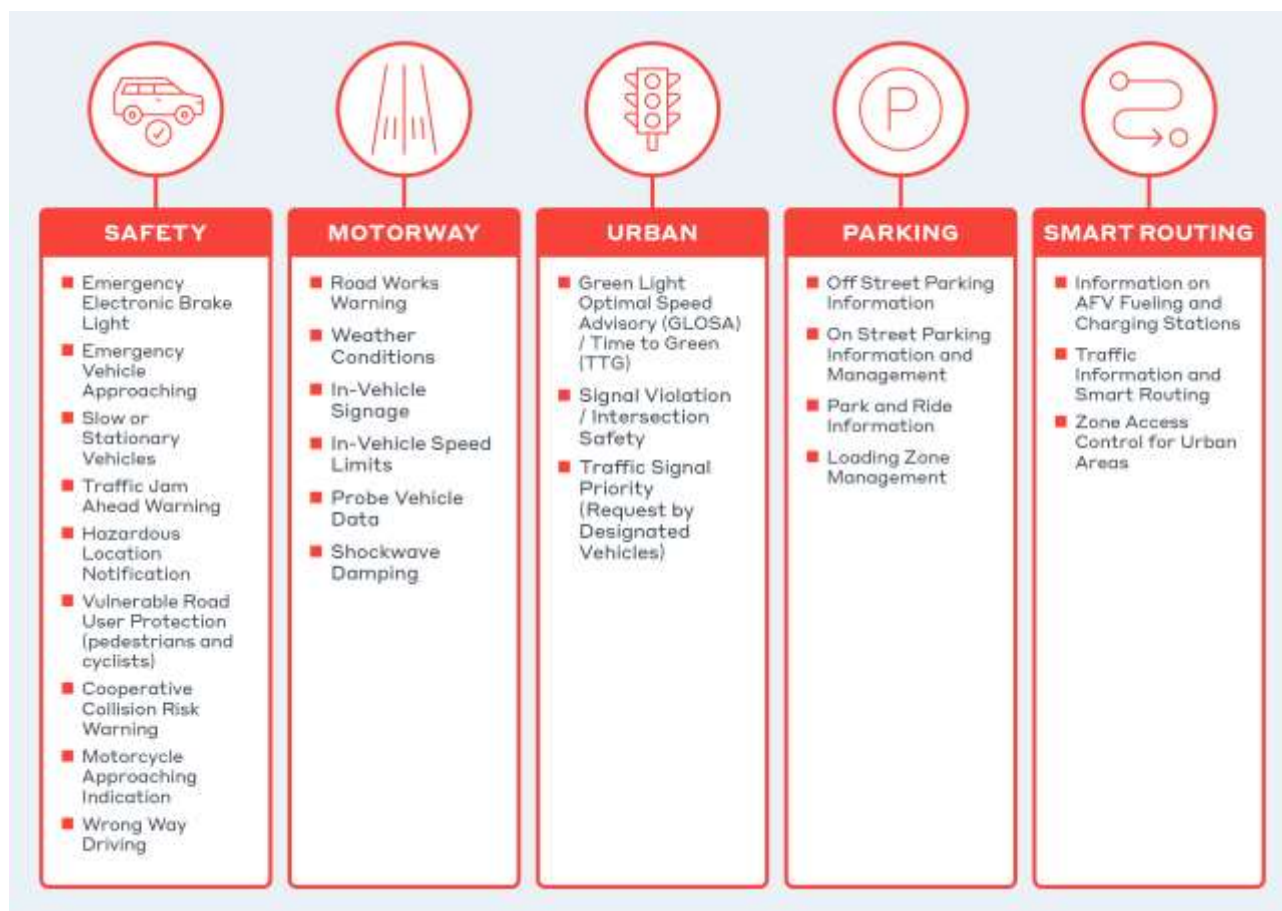 SAFETY
Emergency
Electronic Brake
Light
Emergency
Vehicle
Approaching
Slow or
Stationary
Vehicles
Traffic Jam
Ahead Warning
Hazardous
Location
Notification
Vulnerable Road
User Protection
(pedestrians and
cyclists)
Cooperative
Collision Risk
Warning
Motorcycle
Approaching
Indication
Wrong Way
Driving
MOTORWAY
Road Works
Warning
Weather
Conditions
In-Vehicle
Signage
In-Vehicle Speed
Limits
Probe Vehicle
Data
Shockwave
Damping
URBAN
Green Light
Optimal Speed
Advisory (GLOSA)
/ Time to Green
(TTG)
Signal Violation
/ Intersection
Safety
Traffic Signal
Priority
(Request by
Designated
Vehicles)
P
PARKING
Off Street Parking
Information
On Street Parking
Information and
Management
Park and Ride
Information
Loading Zone
Management
SMART ROUTING
Information on
AFV Fueling and
Charging Stations
Traffic
Information and
Smart Routing
Zone Access
Control for Urban
Areas